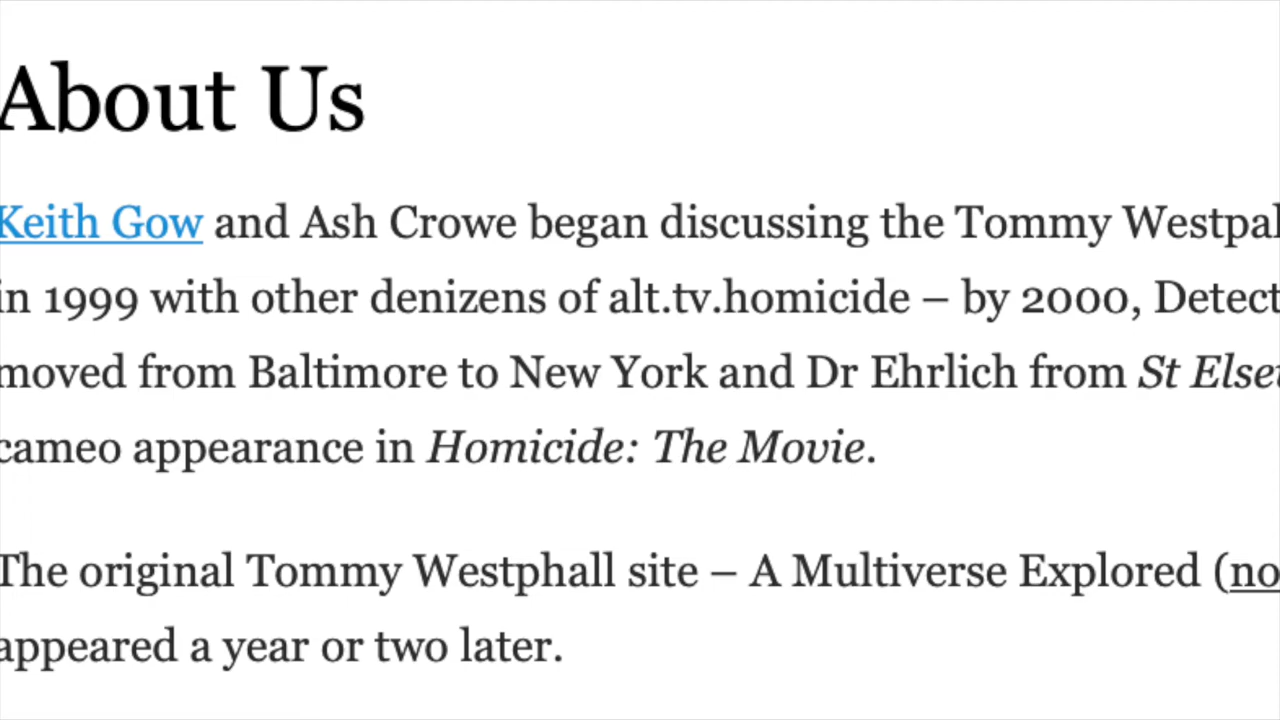 About Us
Keith Gow and Ash Crowe began discussing the Tommy Westpal
in 1999 with other denizens of alt.tv.homicide – by 2000, Detect
moved from Baltimore to New York and Dr Ehrlich from St Else
cameo appearance in Homicide: The Movie.
The original Tommy Westphall site – A Multiverse Explored (no
appeared a year or two later.